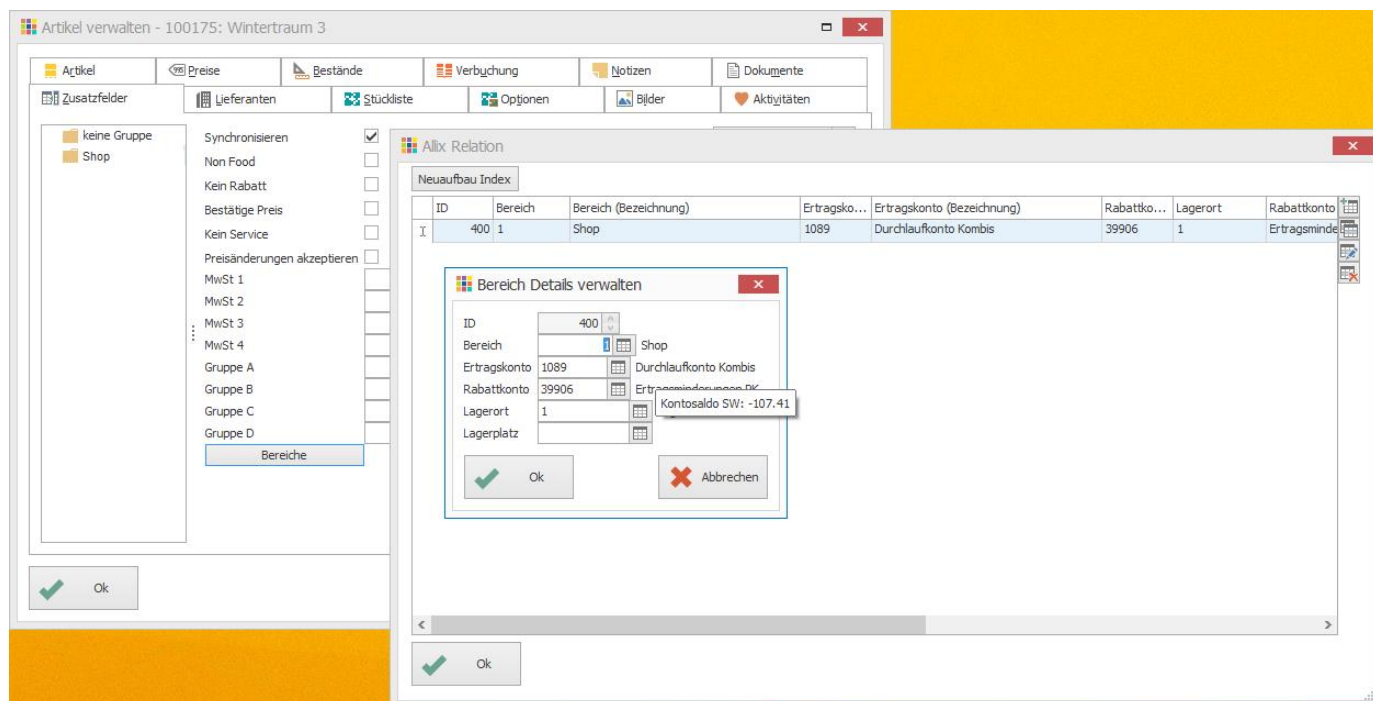 Artikel verwalten - 100175: Wintertraum 3
Artikel Preise Bestände Verbuchung Notizen Dokumente
Zusatzfelder Lieferanten Stückliste Optionen Bilder Aktivitäten
keine Gruppe
Shop
Synchronisieren
Non Food
Kein Rabatt
Bestätige Preis
Kein Service
Preisänderungen akzeptieren
MwSt 1
MwSt 2
MwSt 3
MwSt 4
Gruppe A
Gruppe B
Gruppe C
Gruppe D
Bereiche
Ok
Allix Relation
Neuaufbau Index
ID Bereich Bereich (Bezeichnung) Ertragsko... Ertragskonto (Bezeichnung) Rabattko... Lagerort Rabattkonto
400 1 Shop 1089 Durchlaufkonto Kombis 39906 1 Ertragsminde
Bereich Details verwalten
ID 400
Bereich 1 Shop
Ertragskonto 1089 Durchlaufkonto Kombis
Rabattkonto 39906 Ertragsminderungen PK
Kontosaldo SW: -107.41
Lagerort 1
Lagerplatz
Ok Abbrechen
Ok